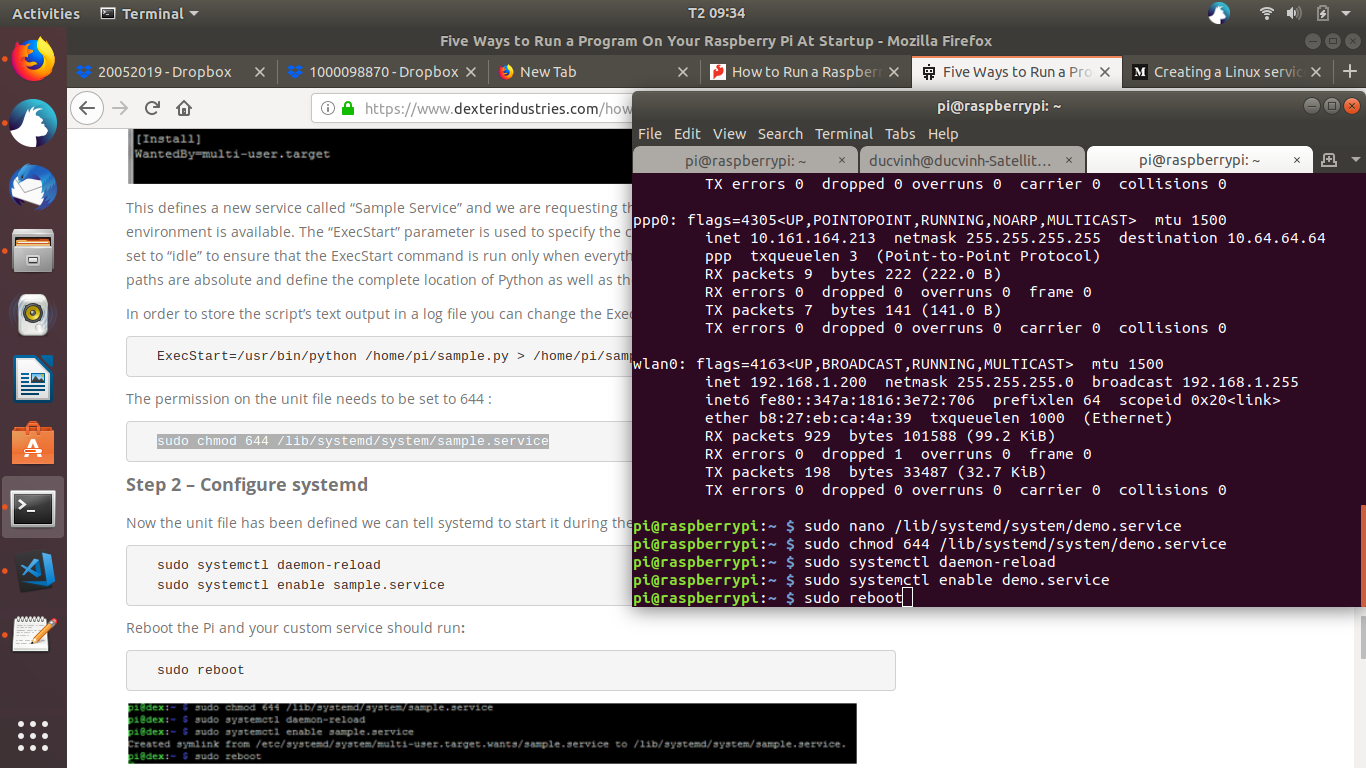 Activities
Terminal
T2 09:34
Five Ways to Run a Program On Your Raspberry Pi At Startup - Mozilla Firefox
20052019 - Dropbox
1000098870 - Dropbox
New Tab
How to Run a Raspberr
Five Ways to Run a Pro
Creating a Linux servic
https://www.dexterindustries.com/how
[Install]
WantedBy=multi-user.target
This defines a new service called “Sample Service” and we are requesting th
environment is available. The “ExecStart” parameter is used to specify the c
set to “idle” to ensure that the ExecStart command is run only when everyth
paths are absolute and define the complete location of Python as well as the
In order to store the script’s text output in a log file you can change the Exec
ExecStart=/usr/bin/python /home/pi/sample.py > /home/pi/sam
The permission on the unit file needs to be set to 644 :
sudo chmod 644 /lib/systemd/system/sample.service
Step 2 – Configure systemd
Now the unit file has been defined we can tell systemd to start it during the
sudo systemctl daemon-reload
sudo systemctl enable sample.service
Reboot the Pi and your custom service should run:
sudo reboot
pi@dex:~ $ sudo chmod 644 /lib/systemd/system/sample.service
pi@dex:~ $ sudo systemctl daemon-reload
pi@dex:~ $ sudo systemctl enable sample.service
Created symlink from /etc/systemd/system/multi-user.target.wants/sample.service to /lib/systemd/system/sample.service.
pi@dex:~ $ sudo reboot
pi@raspberrypi: ~
File Edit View Search Terminal Tabs Help
pi@raspberrypi: ~
ducvinh@ducvinh-Satellit...
pi@raspberrypi: ~
TX errors 0 dropped 0 overruns 0 carrier 0 collisions 0
ppp0: flags=4305<UP,POINTOPOINT,RUNNING,NOARP,MULTICAST> mtu 1500
inet 10.161.164.213 netmask 255.255.255.255 destination 10.64.64.64
ppp txqueuelen 3 (Point-to-Point Protocol)
RX packets 9 bytes 222 (222.0 B)
RX errors 0 dropped 0 overruns 0 frame 0
TX packets 7 bytes 141 (141.0 B)
TX errors 0 dropped 0 overruns 0 carrier 0 collisions 0
wlan0: flags=4163<UP,BROADCAST,RUNNING,MULTICAST> mtu 1500
inet 192.168.1.200 netmask 255.255.255.0 broadcast 192.168.1.255
inet6 fe80::347a:1816:3e72:706 prefixlen 64 scopeid 0x20<link>
ether b8:27:eb:ca:4a:39 txqueuelen 1000 (Ethernet)
RX packets 929 bytes 101588 (99.2 KiB)
RX errors 0 dropped 1 overruns 0 frame 0
TX packets 198 bytes 33487 (32.7 KiB)
TX errors 0 dropped 0 overruns 0 carrier 0 collisions 0
pi@raspberrypi:~ $ sudo nano /lib/systemd/system/demo.service
pi@raspberrypi:~ $ sudo chmod 644 /lib/systemd/system/demo.service
pi@raspberrypi:~ $ sudo systemctl daemon-reload
pi@raspberrypi:~ $ sudo systemctl enable demo.service
pi@raspberrypi:~ $ sudo reboot